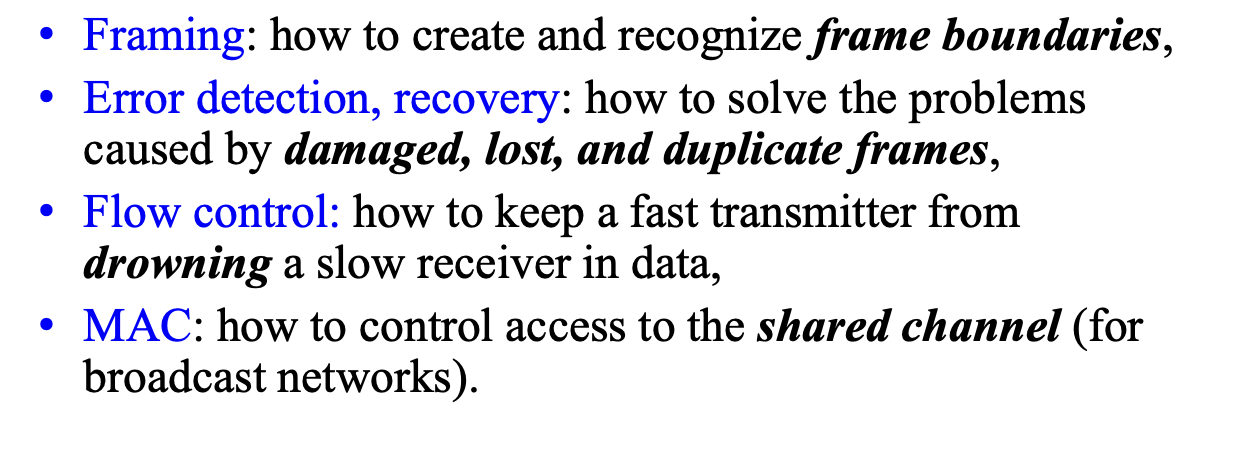 • Framing: how to create and recognize frame boundaries,
• Error detection, recovery: how to solve the problems
caused by damaged, lost, and duplicate frames,
• Flow control: how to keep a fast transmitter from
drowning a slow receiver in data,
• MAC: how to control access to the shared channel (for
broadcast networks).